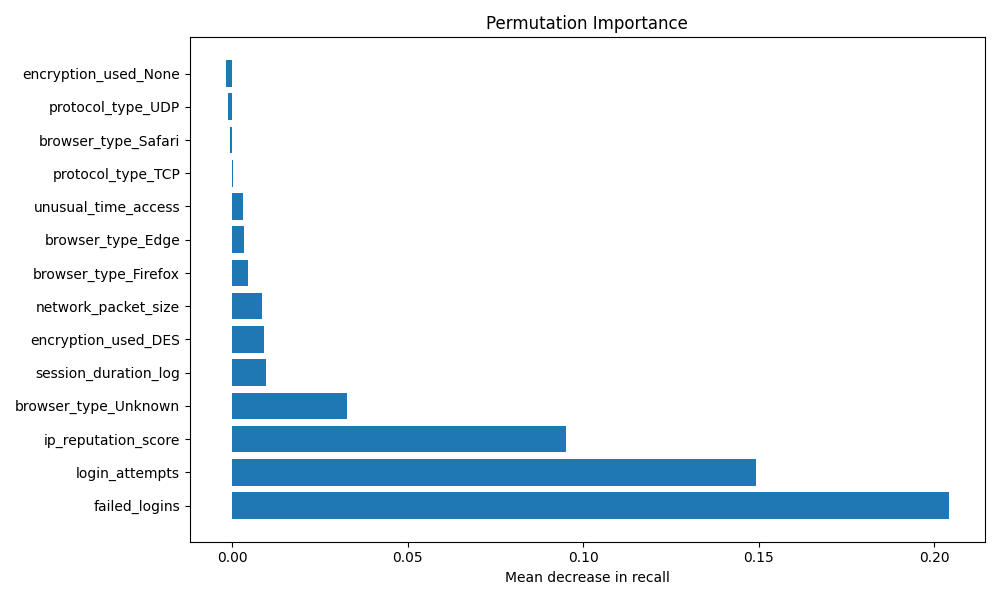 Permutation Importance
encryption_used_None
protocol_type_UDP
browser_type_Safari
protocol_type_TCP
unusual_time_access
browser_type_Edge
browser_type_Firefox
network_packet_size
encryption_used_DES
session_duration_log
browser_type_Unknown
ip_reputation_score
login_attempts
failed_logins
0.00 0.05 0.10 0.15 0.20
Mean decrease in recall